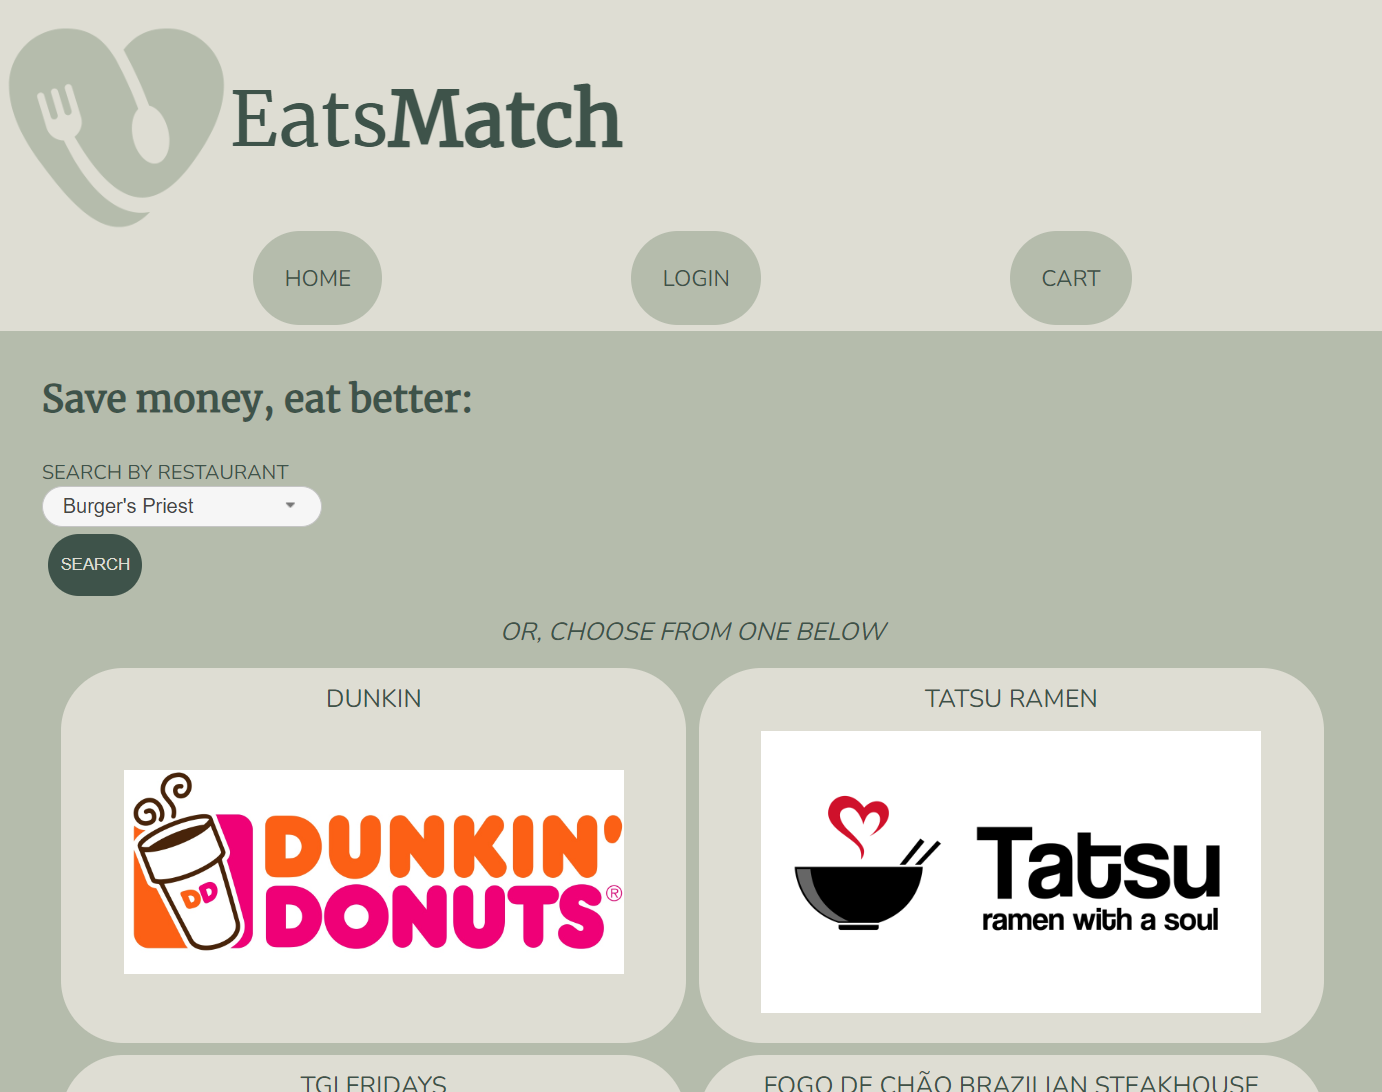 EatsMatch
HOME LOGIN CART
Save money, eat better:
SEARCH BY RESTAURANT
Burger's Priest
SEARCH
OR, CHOOSE FROM ONE BELOW
DUNKIN
DUNKIN'
DONUTS®
DD
TATSU RAMEN
Tatsu
ramen with a soul
TGI FRIDAYS
FOGO DE CHÃO BRAZILIAN STEAKHOUSE